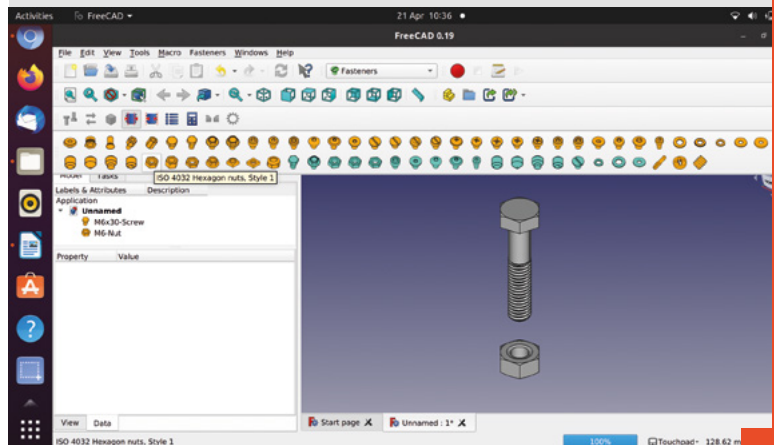 Activities
FreeCAD
21 Apr 10:36
FreeCAD 0.19
File Edit View Tools Macro Fasteners Windows Help
Fasteners
Model Tasks
ISO 4032 Hexagon nuts, Style 1
Labels & Attributes Description
Application
Unnamed
M6x30-Screw
M6-Nut
Property Value
View Data
Start page
Unnamed : 1*
ISO 4032 Hexagon nuts, Style 1
100%
Touchpad
128.62 m